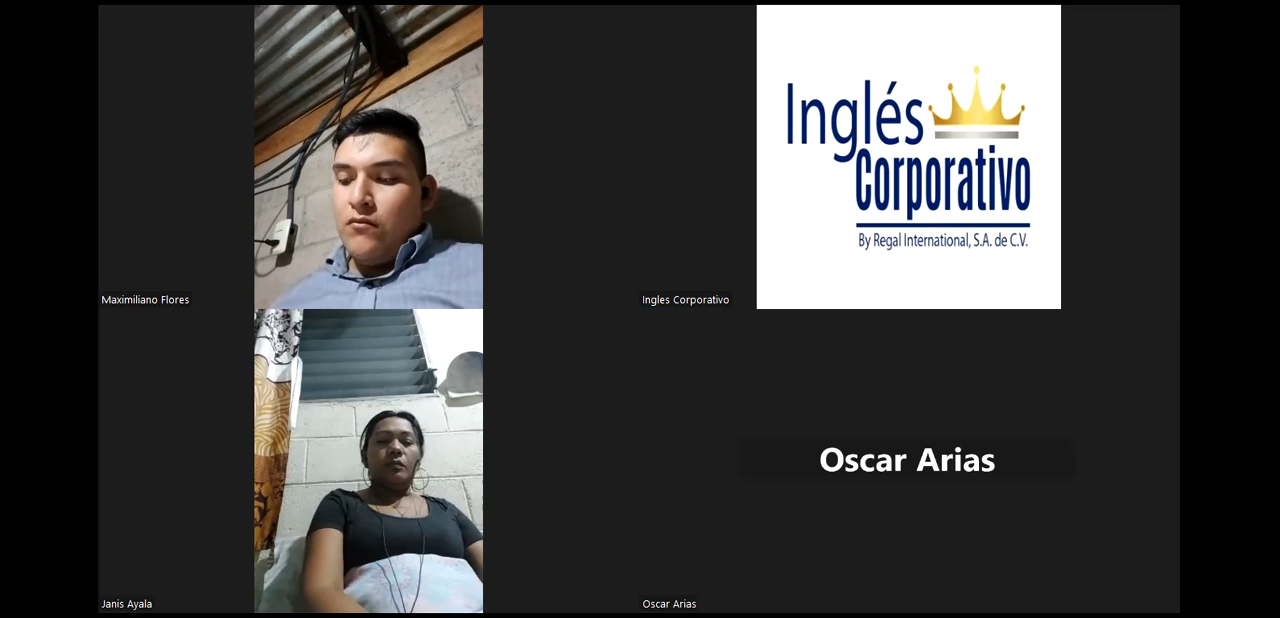 Inglés
Corporativo
By Regal International, S.A. de C.V.
Maximiliano Flores
Ingles Corporativo
Oscar Arias
Janis Ayala
Oscar Arias